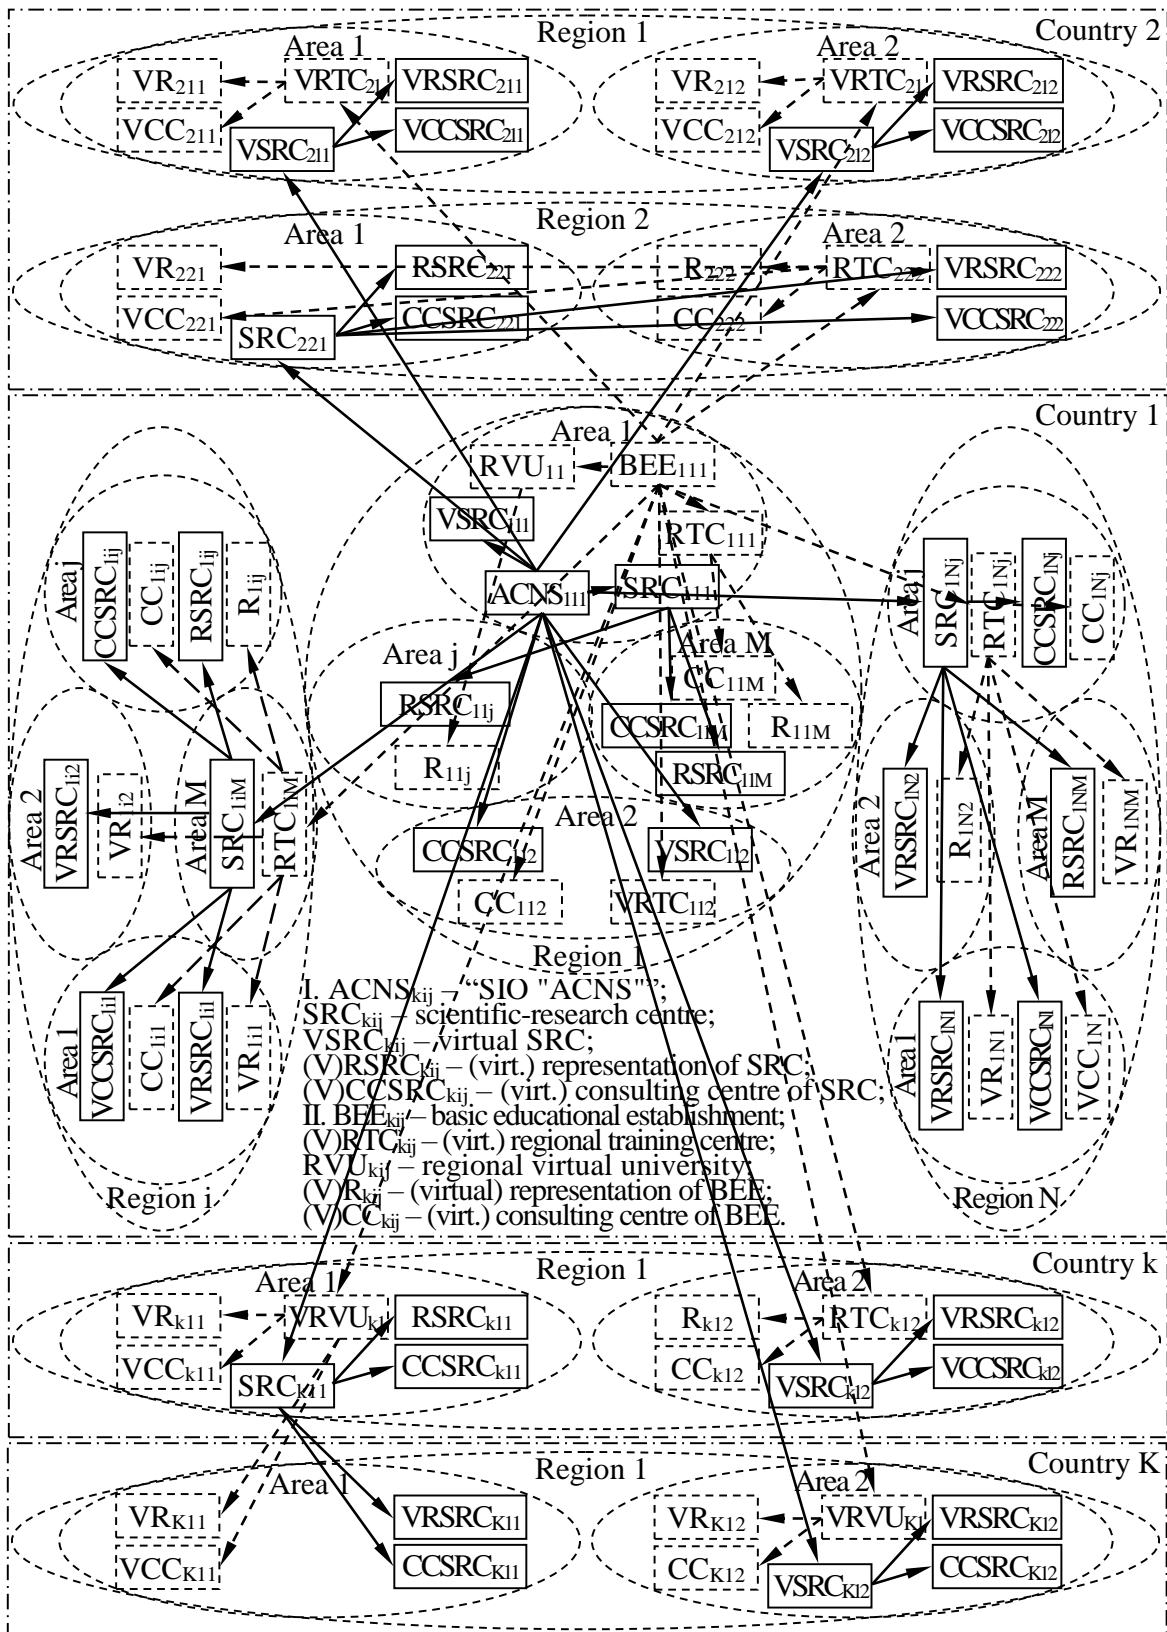 Region 1
Country 2
Area 1
Area 2
VR211
VRTC21
VRSRC211
VR212
VRTC21
VRSRC212
VCC211
VCCSRC211
VCC212
VCCSRC212
VSRC211
VSRC212
Region 2
Area 1
Area 2
VR221
RSRC221
R222
RTC222
VRSRC222
VCC221
CCSRC221
CC222
VCCSRC222
SRC221
Country 1
Area 1
RVU11
BEE111
VSRC111
RTC111
ACNS111
SRC111
Area j
CCSRC1ij
CC1ij
RSRC1ij
R1ij
Area j
SRC1Nj
RTC1Nj
CCSRC1Nj
CC1Nj
Area j
RSRC11j
R11j
Area M
CC11M
CCSRC11M
R11M
RSRC11M
Area 2
VRSRC1i2
VR1i2
Area M
SRC1iM
RTC1NM
Area 2
VRSRC1N2
R1N2
Area M
RSRC1NM
VR1NM
Area 2
CCSRC112
VSRC112
CC112
VRTC112
Region 1
Area 1
VCCSRC1i1
CC1i1
VRSRC1i1
VR1i1
Area 1
VRSRC1N1
VR1N1
VCCSRC1N1
VCC1N
Region i
Region N
I. ACNSkij – “SIO "ACNS"”;
SRCkij – scientific-research centre;
VSRCkij – virtual SRC;
(V)RSRCkij – (virt.) representation of SRC;
(V)CCSRCkij – (virt.) consulting centre of SRC;
II. BEEkij – basic educational establishment;
(V)RTCkij – (virt.) regional training centre;
RVUkij – regional virtual university;
(V)Rkij – (virtual) representation of BEE;
(V)CCkij – (virt.) consulting centre of BEE.
Region 1
Country k
Area 1
Area 2
VRk11
VRVUk1
RSRCk11
Rk12
RTCk12
VRSRCk12
VCCk11
CCSRCk11
CCk12
VCCSRCk12
SRCk11
VSRCk12
Region 1
Country K
Area 1
Area 2
VRK11
VRSRCK11
VRK12
VRVUK1
VRSRCK12
VCCK11
CCSRCK11
CCK12
CCSRCK12
VSRCK12